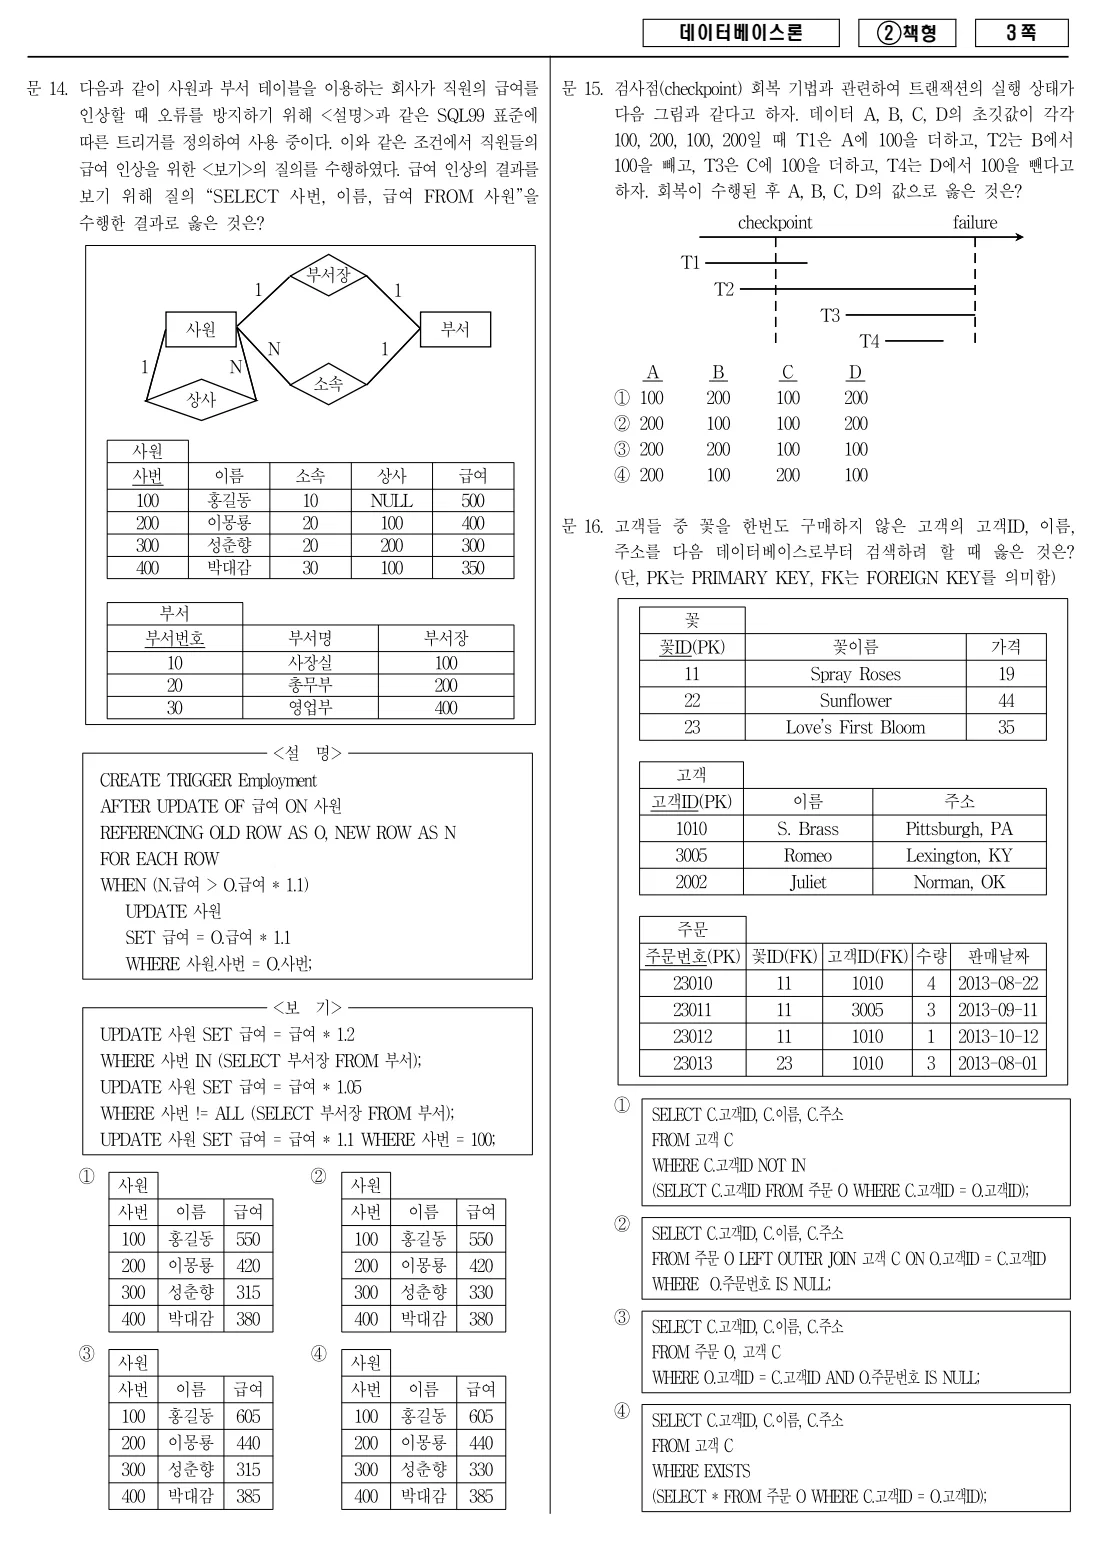 데이터베이스론
②책형
3쪽
문 14. 다음과 같이 사원과 부서 테이블을 이용하는 회사가 직원의 급여를
인상할 때 오류를 방지하기 위해 <설명>과 같은 SQL99 표준에
따른 트리거를 정의하여 사용 중이다. 이와 같은 조건에서 직원들의
급여 인상을 위한 <보기>의 질의를 수행하였다. 급여 인상의 결과를
보기 위해 질의 “SELECT 사번, 이름, 급여 FROM 사원”을
수행한 결과로 옳은 것은?
부서장
1 1
사원 부서
N 1
1 N
소속
상사
사원
사번 이름 소속 상사 급여
100 홍길동 10 NULL 500
200 이몽룡 20 100 400
300 성춘향 20 200 300
400 박대감 30 100 350
부서
부서번호 부서명 부서장
10 사장실 100
20 총무부 200
30 영업부 400
<설 명>
CREATE TRIGGER Employment
AFTER UPDATE OF 급여 ON 사원
REFERENCING OLD ROW AS O, NEW ROW AS N
FOR EACH ROW
WHEN (N.급여 > O.급여 * 1.1)
UPDATE 사원
SET 급여 = O.급여 * 1.1
WHERE 사원.사번 = O.사번;
<보 기>
UPDATE 사원 SET 급여 = 급여 * 1.2
WHERE 사번 IN (SELECT 부서장 FROM 부서);
UPDATE 사원 SET 급여 = 급여 * 1.05
WHERE 사번 != ALL (SELECT 부서장 FROM 부서);
UPDATE 사원 SET 급여 = 급여 * 1.1 WHERE 사번 = 100;
①
사원
사번 이름 급여
100 홍길동 550
200 이몽룡 420
300 성춘향 315
400 박대감 380
②
사원
사번 이름 급여
100 홍길동 550
200 이몽룡 420
300 성춘향 330
400 박대감 380
③
사원
사번 이름 급여
100 홍길동 605
200 이몽룡 440
300 성춘향 315
400 박대감 385
④
사원
사번 이름 급여
100 홍길동 605
200 이몽룡 440
300 성춘향 330
400 박대감 385
문 15. 검사점(checkpoint) 회복 기법과 관련하여 트랜잭션의 실행 상태가
다음 그림과 같다고 하자. 데이터 A, B, C, D의 초깃값이 각각
100, 200, 100, 200일 때 T1은 A에 100을 더하고, T2는 B에서
100을 빼고, T3은 C에 100을 더하고, T4는 D에서 100을 뺀다고
하자. 회복이 수행된 후 A, B, C, D의 값으로 옳은 것은?
checkpoint failure
T1
T2
T3
T4
A B C D
① 100 200 100 200
② 200 100 100 200
③ 200 200 100 100
④ 200 100 200 100
문 16. 고객들 중 꽃을 한번도 구매하지 않은 고객의 고객ID, 이름,
주소를 다음 데이터베이스로부터 검색하려 할 때 옳은 것은?
(단, PK는 PRIMARY KEY, FK는 FOREIGN KEY를 의미함)
꽃
꽃ID(PK) 꽃이름 가격
11 Spray Roses 19
22 Sunflower 44
23 Love's First Bloom 35
고객
고객ID(PK) 이름 주소
1010 S. Brass Pittsburgh, PA
3005 Romeo Lexington, KY
2002 Juliet Norman, OK
주문
주문번호(PK) 꽃ID(FK) 고객ID(FK) 수량 판매날짜
23010 11 1010 4 2013-08-22
23011 11 3005 3 2013-09-11
23012 11 1010 1 2013-10-12
23013 23 1010 3 2013-08-01
①
SELECT C.고객ID, C.이름, C.주소
FROM 고객 C
WHERE C.고객ID NOT IN
(SELECT C.고객ID FROM 주문 O WHERE C.고객ID = O.고객ID);
②
SELECT C.고객ID, C.이름, C.주소
FROM 주문 O LEFT OUTER JOIN 고객 C ON O.고객ID = C.고객ID
WHERE O.주문번호 IS NULL;
③
SELECT C.고객ID, C.이름, C.주소
FROM 주문 O, 고객 C
WHERE O.고객ID = C.고객ID AND O.주문번호 IS NULL;
④
SELECT C.고객ID, C.이름, C.주소
FROM 고객 C
WHERE EXISTS
(SELECT * FROM 주문 O WHERE C.고객ID = O.고객ID);